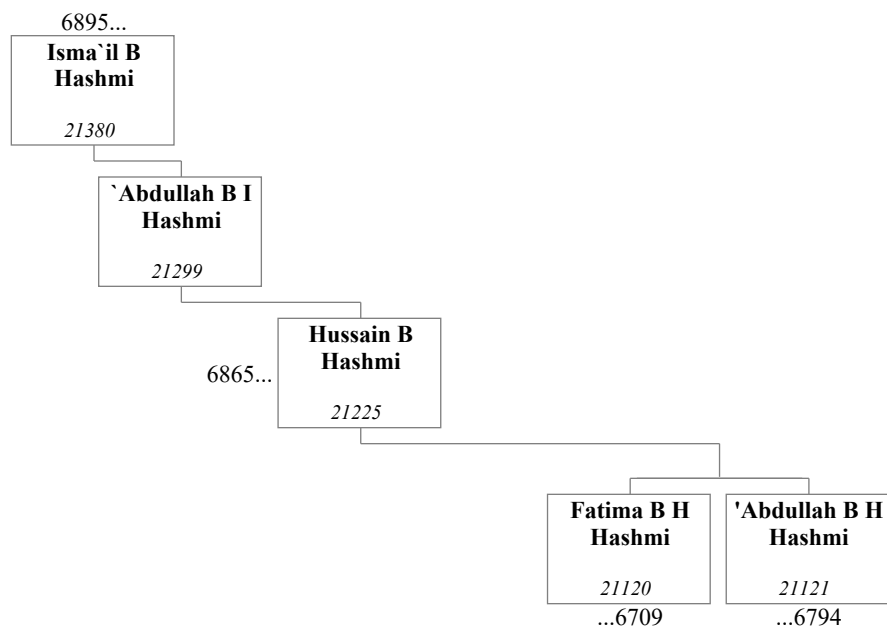 6895...
Isma`il B
Hashmi
21380
`Abdullah B I
Hashmi
21299
6865...
Hussain B
Hashmi
21225
Fatima B H
Hashmi
21120
...6709
'Abdullah B H
Hashmi
21121
...6794